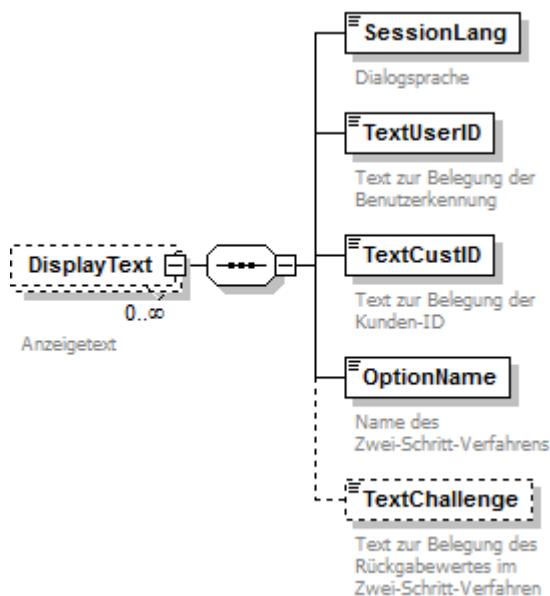 SessionLang
Dialogsprache
TextUserID
Text zur Belegung der
Benutzerkennung
DisplayText
0..∞
Anzeigetext
TextCustID
Text zur Belegung der
Kunden-ID
OptionName
Name des
Zwei-Schritt-Verfahrens
TextChallenge
Text zur Belegung des
Rückgabewertes im
Zwei-Schritt-Verfahren